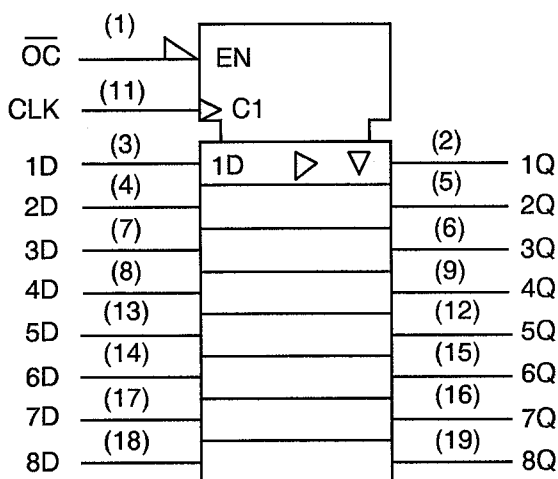 (1)
OC EN
(11)
CLK C1
(3) (2)
1D 1D 1Q
(4) (5)
2D 2Q
(7) (6)
3D 3Q
(8) (9)
4D 4Q
(13) (12)
5D 5Q
(14) (15)
6D 6Q
(17) (16)
7D 7Q
(18) (19)
8D 8Q